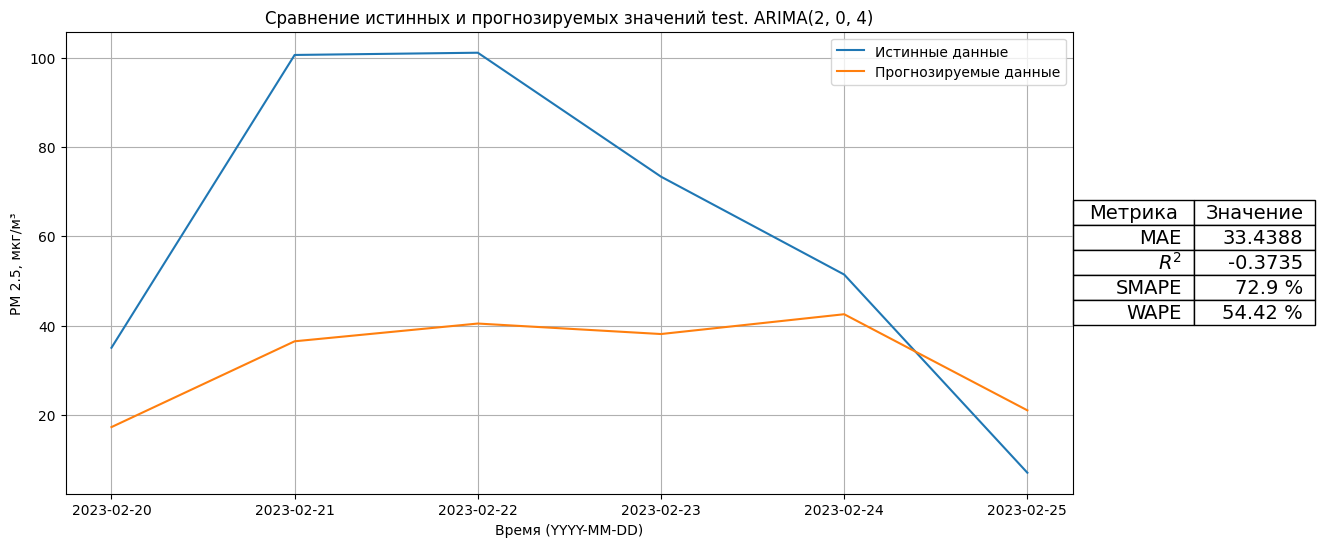 Сравнение истинных и прогнозируемых значений test. ARIMA(2, 0, 4)
Истинные данные
Прогнозируемые данные
PM 2.5, мкг/м³
100
80
60
40
20
2023-02-20 2023-02-21 2023-02-22 2023-02-23 2023-02-24 2023-02-25
Время (YYYY-MM-DD)
Метрика Значение
MAE 33.4388
R² -0.3735
SMAPE 72.9 %
WAPE 54.42 %